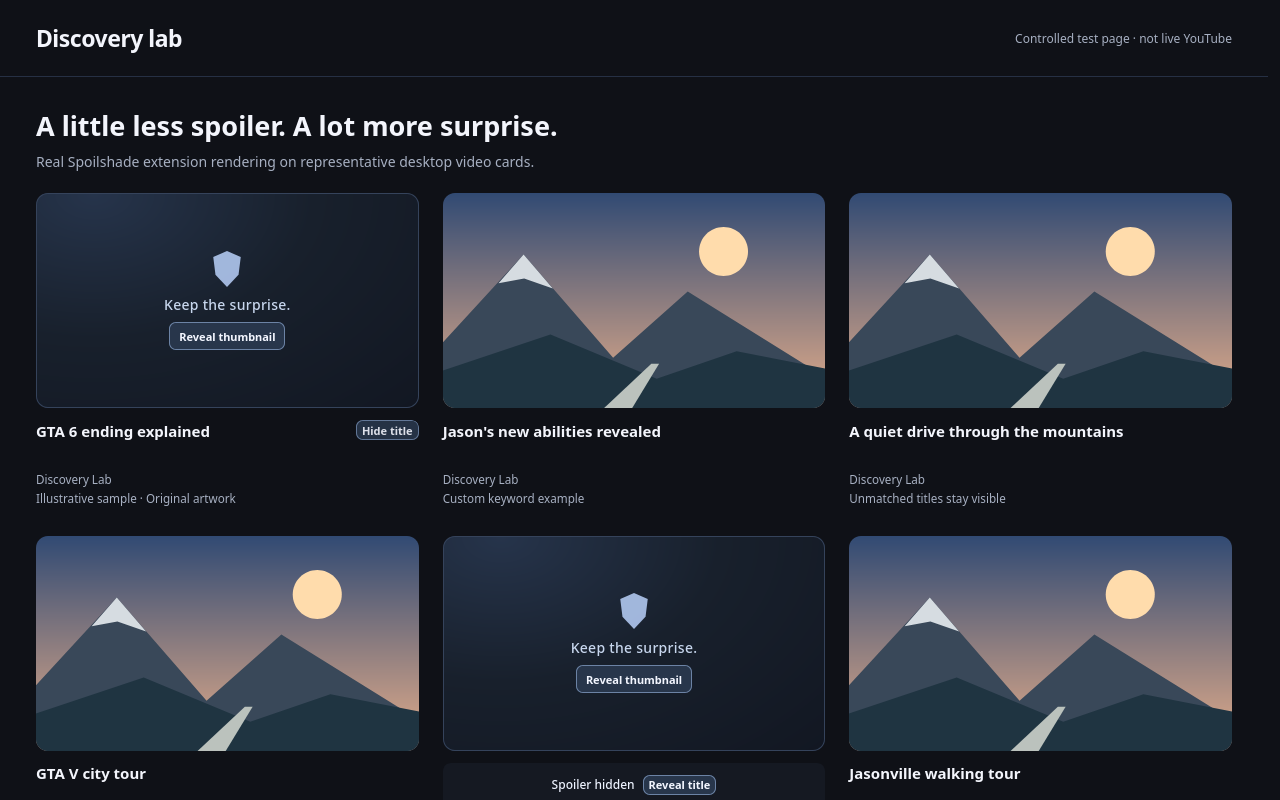 Discovery lab
Controlled test page · not live YouTube
A little less spoiler. A lot more surprise.
Real Spoilshade extension rendering on representative desktop video cards.
Keep the surprise.
Reveal thumbnail
GTA 6 ending explained
Hide title
Discovery Lab
Illustrative sample · Original artwork
Jason's new abilities revealed
Discovery Lab
Custom keyword example
A quiet drive through the mountains
Discovery Lab
Unmatched titles stay visible
GTA V city tour
Keep the surprise.
Reveal thumbnail
Spoiler hidden
Reveal title
Jasonville walking tour